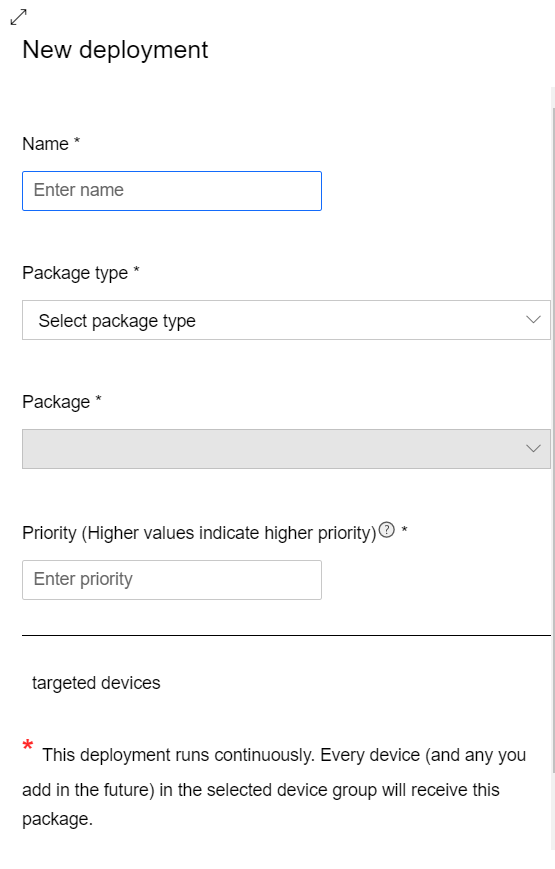 New deployment
Name *
Enter name
Package type *
Select package type
Package *
Priority (Higher values indicate higher priority)? *
Enter priority
targeted devices
* This deployment runs continuously. Every device (and any you
add in the future) in the selected device group will receive this
package.